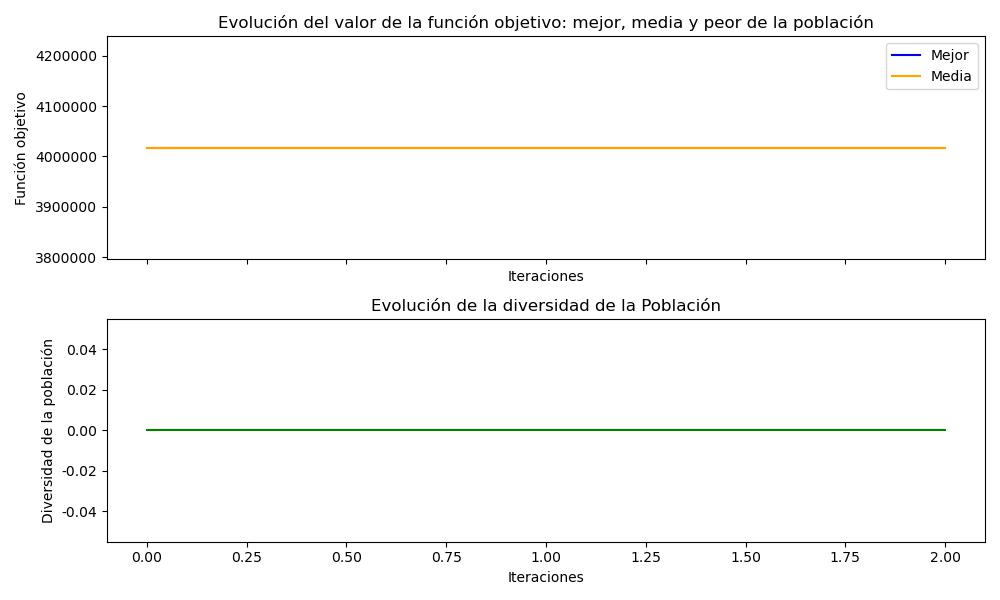 Evolución del valor de la función objetivo: mejor, media y peor de la población
Función objetivo
4200000
4100000
4000000
3900000
3800000
Mejor
Media
Iteraciones
Evolución de la diversidad de la Población
Diversidad de la población
0.04
0.02
0.00
-0.02
-0.04
0.00 0.25 0.50 0.75 1.00 1.25 1.50 1.75 2.00
Iteraciones